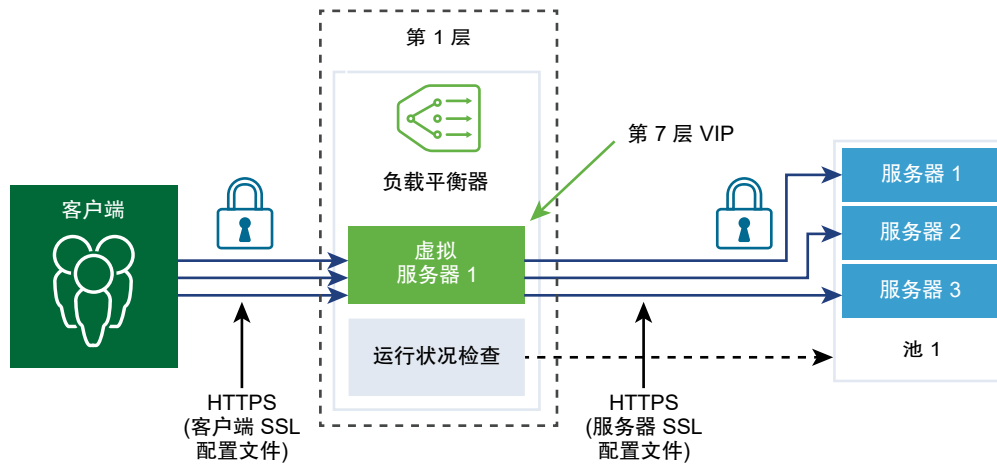 第 1 层
负载平衡器
第 7 层 VIP
客户端
虚拟
服务器 1
运行状况检查
服务器 1
服务器 2
服务器 3
池 1
HTTPS
(客户端 SSL
配置文件)
HTTPS
(服务器 SSL
配置文件)